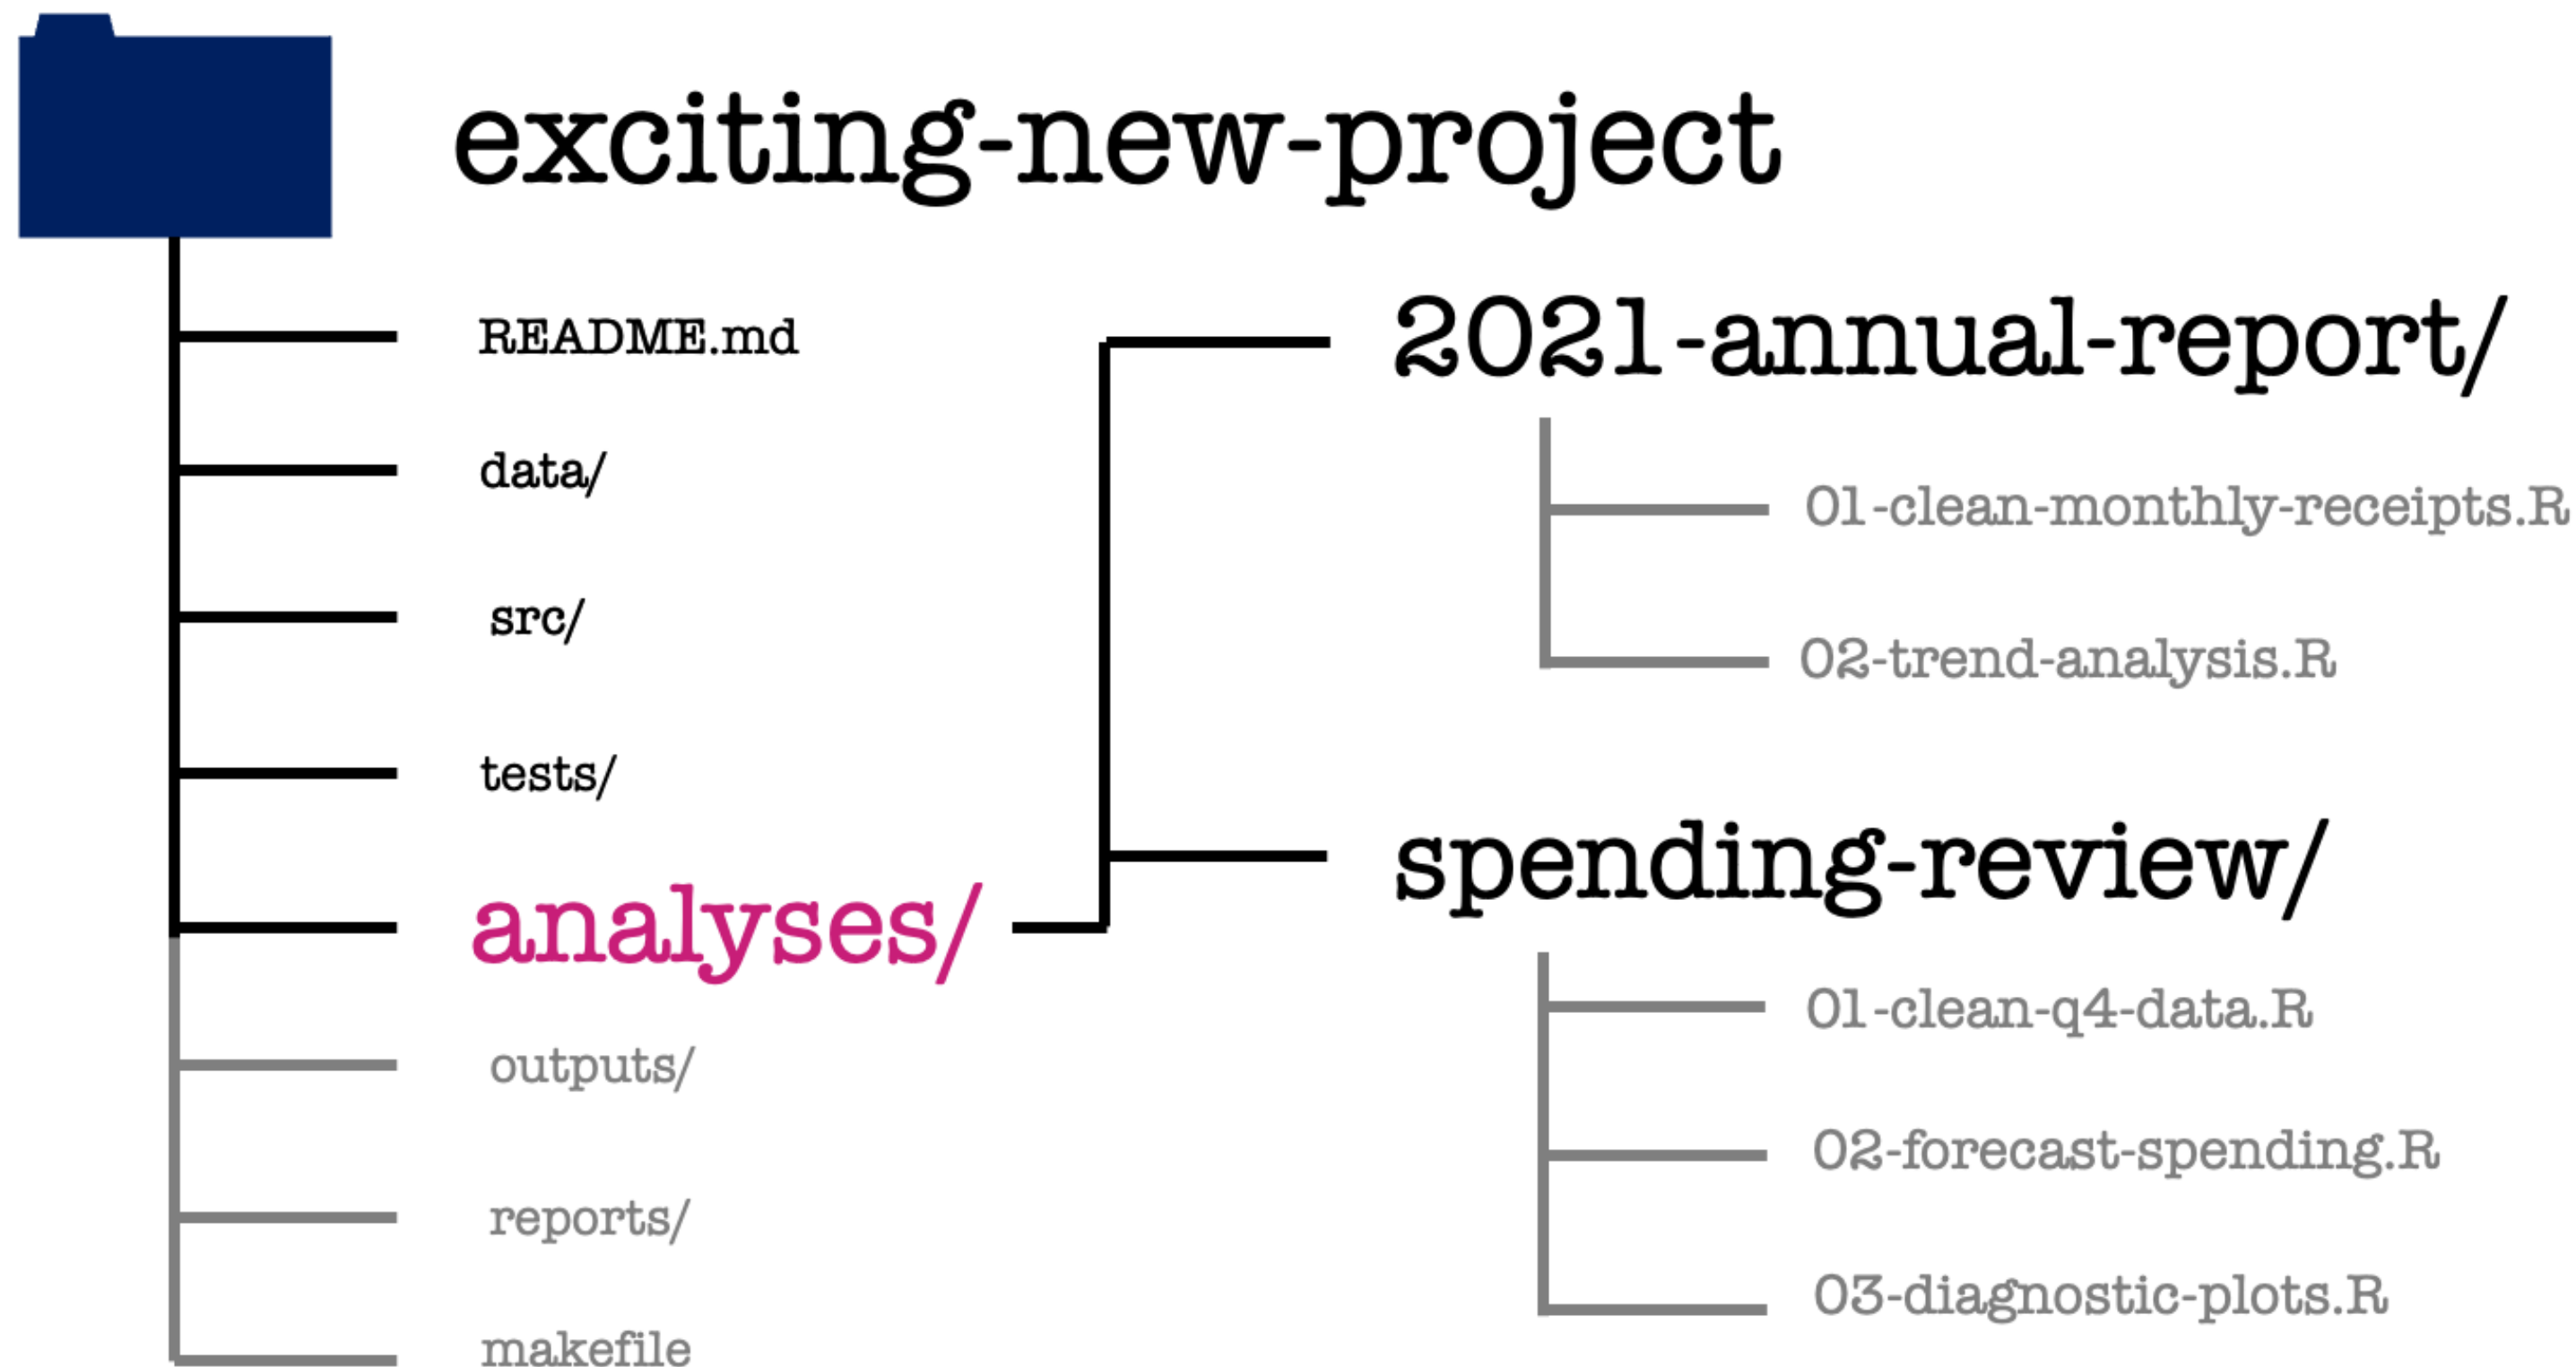 exciting-new-project
README.md
data/
src/
tests/
analyses/
outputs/
reports/
makefile
2021-annual-report/
01-clean-monthly-receipts.R
02-trend-analysis.R
spending-review/
01-clean-q4-data.R
02-forecast-spending.R
03-diagnostic-plots.R